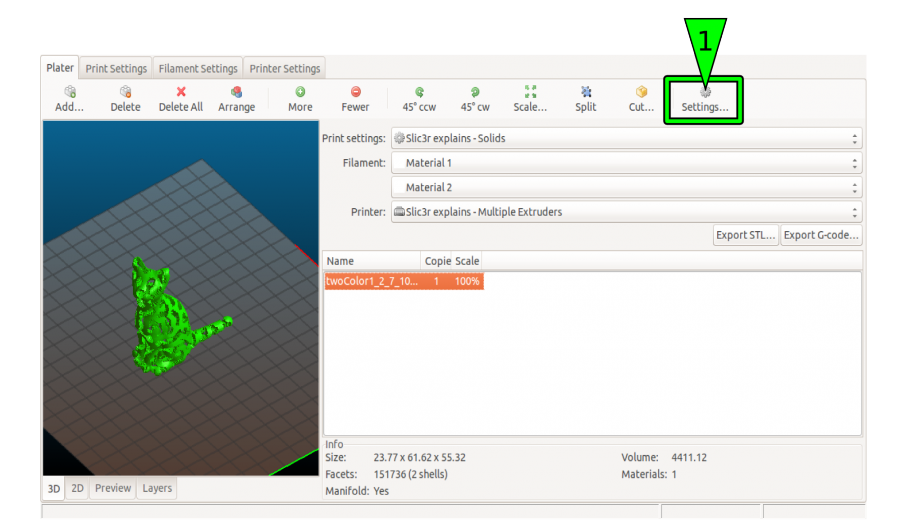 1
Plater Print Settings Filament Settings Printer Settings
Add... Delete Delete All Arrange More Fewer 45° ccw 45° cw Scale... Split Cut... Settings...
Print settings: Slic3r explains - Solids
Filament: Material 1
Material 2
Printer: Slic3r explains - Multiple Extruders
Export STL... Export G-code...
Name Copie Scale
twoColor1_2_7_10... 1 100%
Info
Size: 23.77 x 61.62 x 55.32 Volume: 4411.12
Facets: 151736 (2 shells) Materials: 1
Manifold: Yes
3D 2D Preview Layers